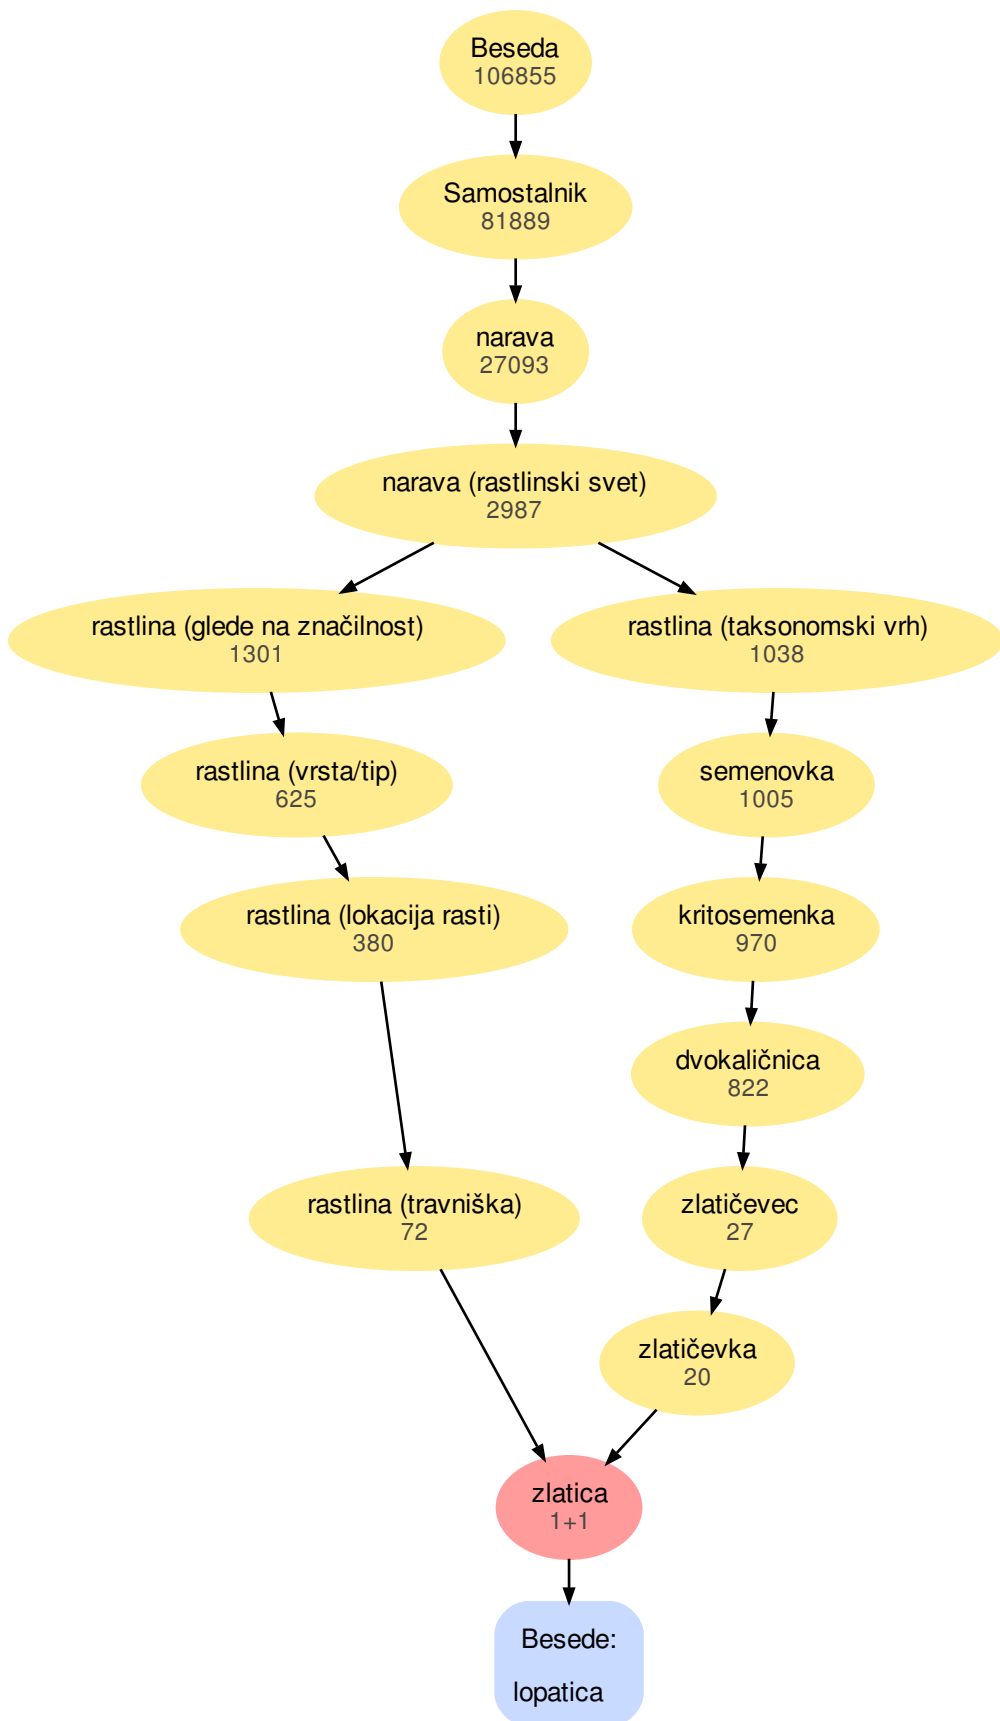 Beseda
106855
Samostalnik
81889
narava
27093
narava (rastlinski svet)
2987
rastlina (glede na značilnost)
1301
rastlina (taksonomski vrh)
1038
rastlina (vrsta/tip)
625
semenovka
1005
rastlina (lokacija rasti)
380
kritosemenka
970
dvokaličnica
822
rastlina (travniška)
72
zlatičevec
27
zlatičevka
20
zlatica
1+1
Besede:
lopatica